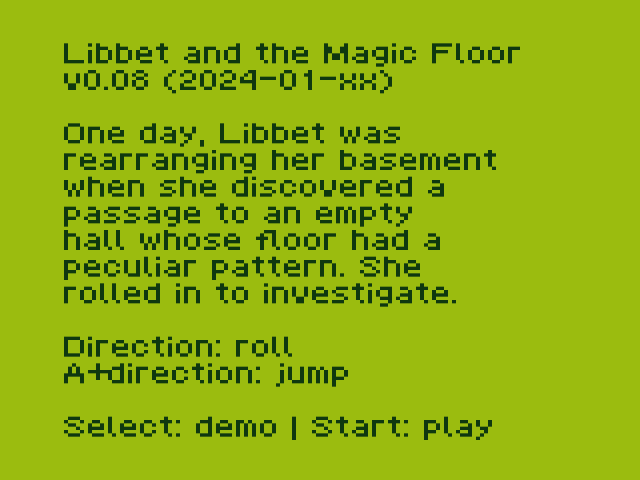 Libbet and the Magic Floor
v0.08 (2024-01-xx)
One day, Libbet was
rearranging her basement
when she discovered a
passage to an empty
hall whose floor had a
peculiar pattern. She
rolled in to investigate.
Direction: roll
A+direction: jump
Select: demo | Start: play